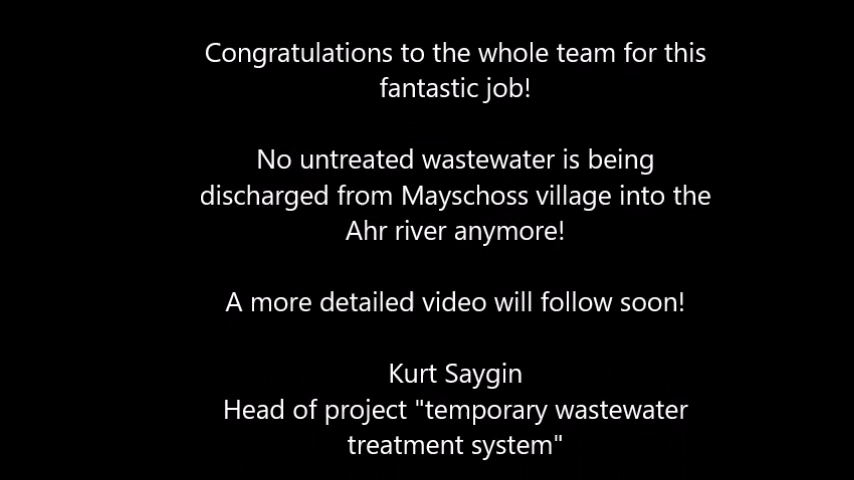 Congratulations to the whole team for this
fantastic job!
No untreated wastewater is being
discharged from Mayschoss village into the
Ahr river anymore!
A more detailed video will follow soon!
Kurt Saygin
Head of project "temporary wastewater
treatment system"